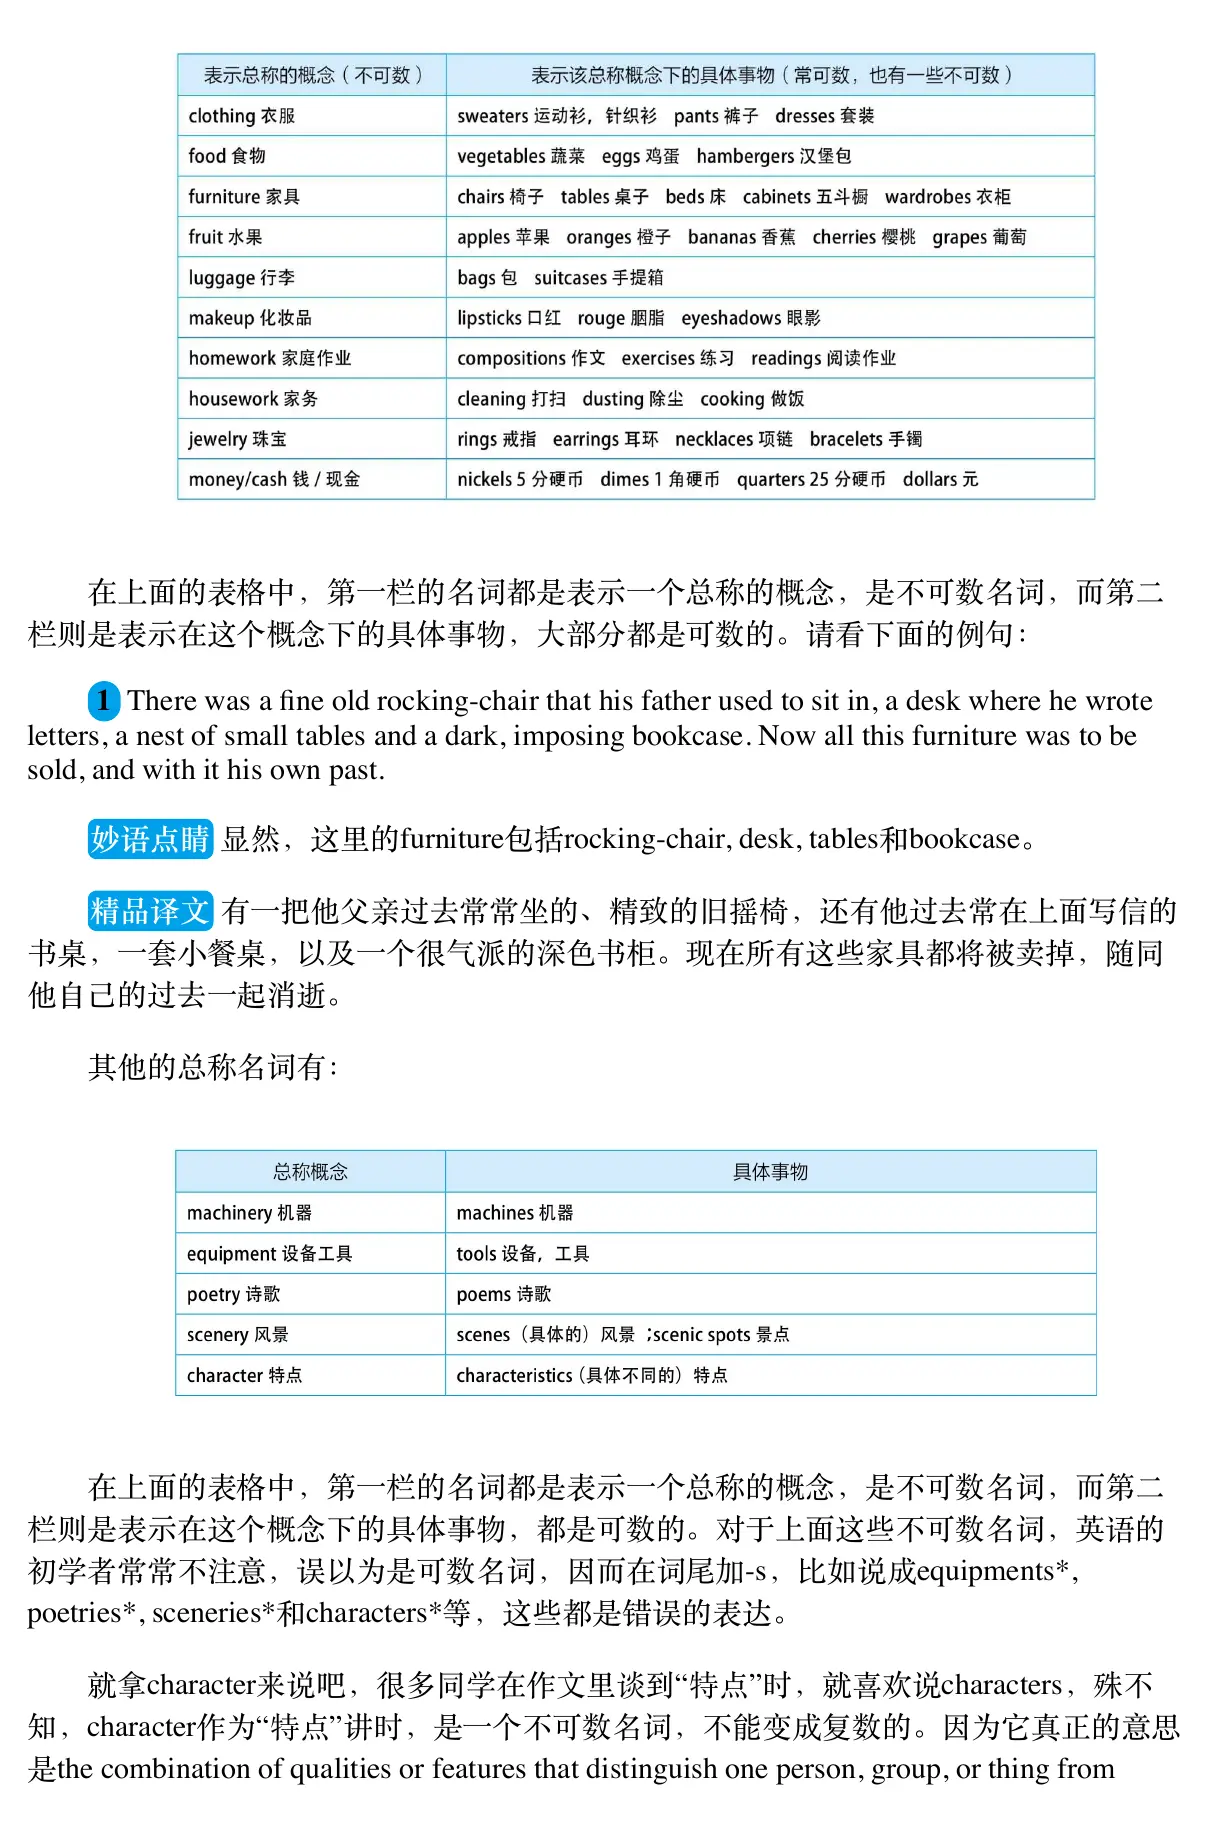 表示总称的概念（不可数） 表示该总称概念下的具体事物（常可数，也有一些不可数）
clothing 衣服 sweaters 运动衫，针织衫 pants 裤子 dresses 套装
food 食物 vegetables 蔬菜 eggs 鸡蛋 hambergers 汉堡包
furniture 家具 chairs 椅子 tables 桌子 beds 床 cabinets 五斗橱 wardrobes 衣柜
fruit 水果 apples 苹果 oranges 橙子 bananas 香蕉 cherries 樱桃 grapes 葡萄
luggage 行李 bags 包 suitcases 手提箱
makeup 化妆品 lipsticks 口红 rouge 胭脂 eyeshadows 眼影
homework 家庭作业 compositions 作文 exercises 练习 readings 阅读作业
housework 家务 cleaning 打扫 dusting 除尘 cooking 做饭
jewelry 珠宝 rings 戒指 earrings 耳环 necklaces 项链 bracelets 手镯
money/cash 钱 / 现金 nickels 5 分硬币 dimes 1 角硬币 quarters 25 分硬币 dollars 元
在上面的表格中，第一栏的名词都是表示一个总称的概念，是不可数名词，而第二
栏则是表示在这个概念下的具体事物，大部分都是可数的。请看下面的例句：
1 There was a fine old rocking-chair that his father used to sit in, a desk where he wrote
letters, a nest of small tables and a dark, imposing bookcase. Now all this furniture was to be
sold, and with it his own past.
妙语点睛 显然，这里的furniture包括rocking-chair, desk, tables和bookcase。
精品译文 有一把他父亲过去常常坐的、精致的旧摇椅，还有他过去常在上面写信的
书桌，一套小餐桌，以及一个很气派的深色书柜。现在所有这些家具都将被卖掉，随同
他自己的过去一起消逝。
其他的总称名词有：
总称概念 具体事物
machinery 机器 machines 机器
equipment 设备工具 tools 设备，工具
poetry 诗歌 poems 诗歌
scenery 风景 scenes（具体的）风景 ;scenic spots 景点
character 特点 characteristics（具体不同的）特点
在上面的表格中，第一栏的名词都是表示一个总称的概念，是不可数名词，而第二
栏则是表示在这个概念下的具体事物，都是可数的。对于上面这些不可数名词，英语的
初学者常常不注意，误以为是可数名词，因而在词尾加-s，比如说成equipments*,
poetries*, sceneries*和characters*等，这些都是错误的表达。
就拿character来说吧，很多同学在作文里谈到“特点”时，就喜欢说characters，殊不
知，character作为“特点”讲时，是一个不可数名词，不能变成复数的。因为它真正的意思
是the combination of qualities or features that distinguish one person, group, or thing from